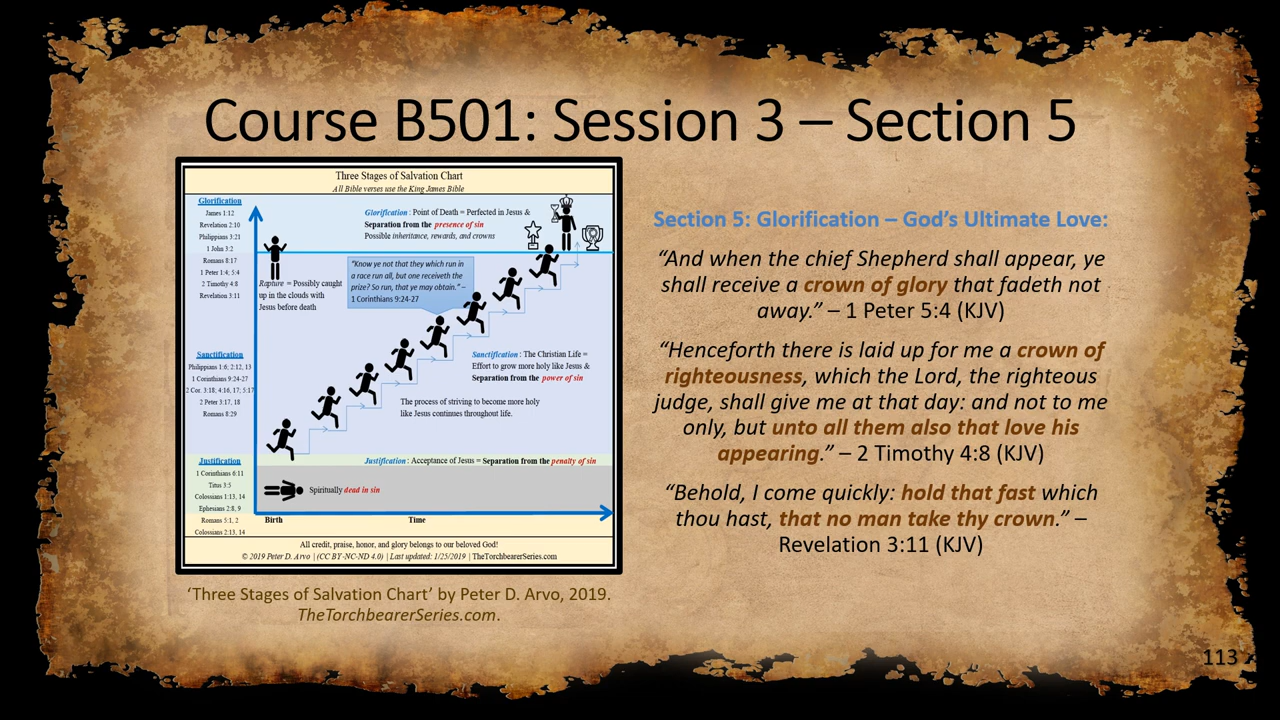 Course B501: Session 3 – Section 5
Three Stages of Salvation Chart
All Bible verses use the King James Bible
Glorification
James 1:12
Revelation 2:10
Philippians 3:21
1 John 3:2
Romans 8:17
1 Peter 1:4; 5:4
2 Timothy 4:8
Revelation 3:11
Sanctification
Philippians 1:6; 2:12, 13
1 Corinthians 9:24-27
2 Cor. 3:18; 4:16, 17; 5:17
2 Peter 3:17, 18
Romans 8:29
Justification
1 Corinthians 6:11
Titus 3:5
Colossians 1:13, 14
Ephesians 2:8, 9
Romans 5:1, 2
Colossians 2:13, 14
Glorification: Point of Death = Perfected in Jesus &
Separation from the presence of sin
Possible inheritance, rewards, and crowns
Rapture = Possibly caught
up in the clouds with
Jesus before death
“Know ye not that they which run in
a race run all, but one receiveth the
prize? So run, that ye may obtain.” –
1 Corinthians 9:24-27
Sanctification: The Christian Life =
Effort to grow more holy like Jesus &
Separation from the power of sin
The process of striving to become more holy
like Jesus continues throughout life.
Justification: Acceptance of Jesus = Separation from the penalty of sin
Spiritually dead in sin
Birth
Time
All credit, praise, honor, and glory belongs to our beloved God!
© 2019 Peter D. Arvo | (CC BY-NC-ND 4.0) | Last updated: 1/25/2019 | TheTorchbearerSeries.com
‘Three Stages of Salvation Chart’ by Peter D. Arvo, 2019.
TheTorchbearerSeries.com.
Section 5: Glorification – God’s Ultimate Love:
“And when the chief Shepherd shall appear, ye
shall receive a crown of glory that fadeth not
away.” – 1 Peter 5:4 (KJV)
“Henceforth there is laid up for me a crown of
righteousness, which the Lord, the righteous
judge, shall give me at that day: and not to me
only, but unto all them also that love his
appearing.” – 2 Timothy 4:8 (KJV)
“Behold, I come quickly: hold that fast which
thou hast, that no man take thy crown.” –
Revelation 3:11 (KJV)
113